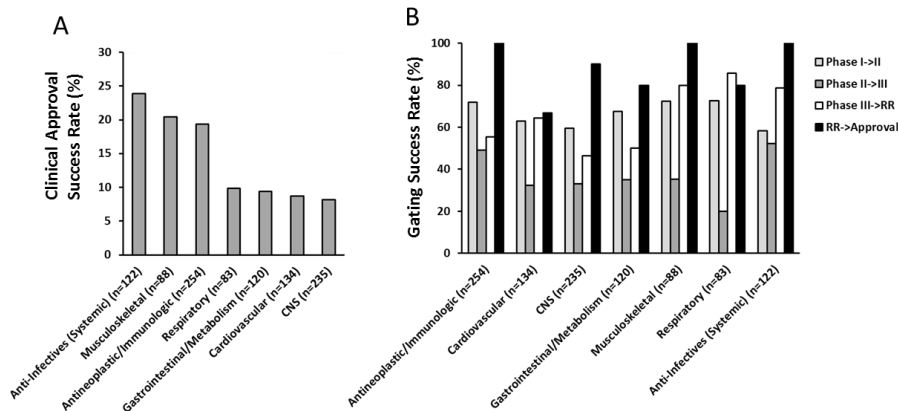 A
Clinical Approval
Success Rate (%)
30
25
20
15
10
5
0
Anti-Infectives (Systemic) (n=122)
Musculoskeletal (n=88)
Antineoplastic/Immunologic (n=254)
Respiratory (n=83)
Gastrointestinal/Metabolism (n=120)
Cardiovascular (n=134)
CNS (n=235)
B
Gating Success Rate (%)
100
80
60
40
20
0
Antineoplastic/Immunologic (n=254)
Cardiovascular (n=134)
CNS (n=235)
Gastrointestinal/Metabolism (n=120)
Musculoskeletal (n=88)
Respiratory (n=83)
Anti-Infectives (Systemic) (n=122)
Phase I->II
Phase II->III
Phase III->RR
RR->Approval